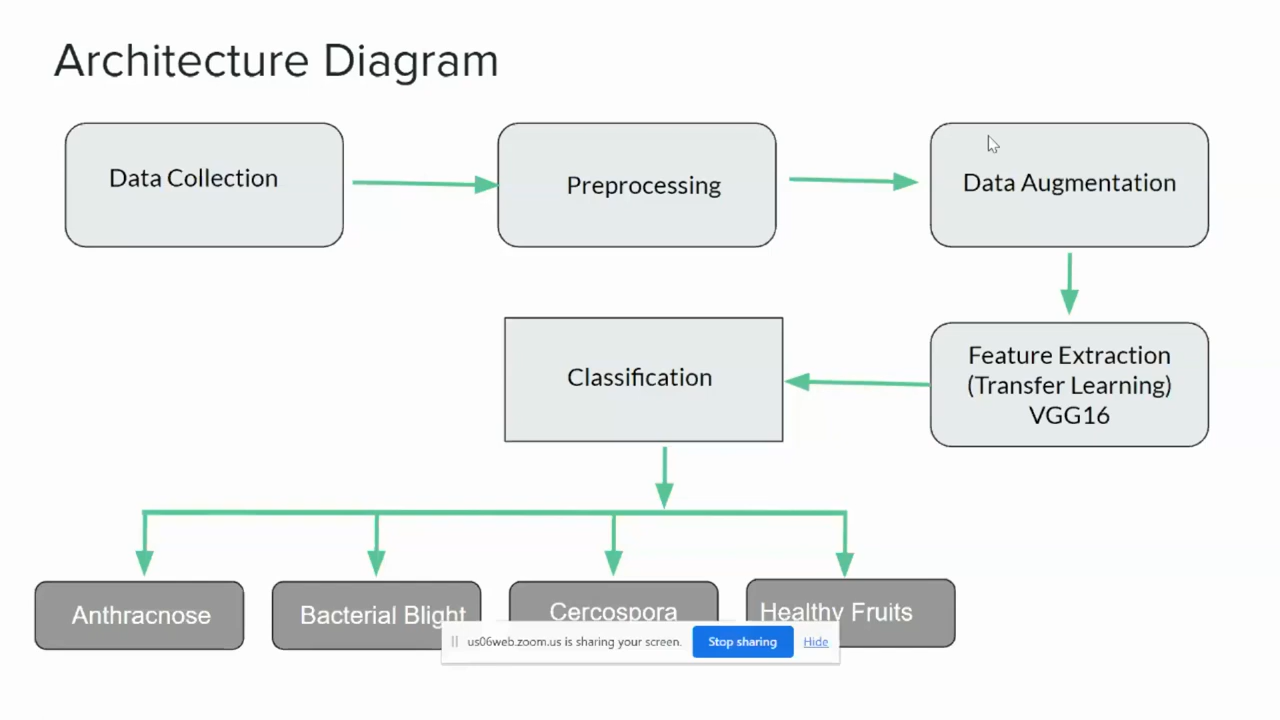 Architecture Diagram
Data Collection
Preprocessing
Data Augmentation
Classification
Feature Extraction
(Transfer Learning)
VGG16
Anthracnose
Bacterial Blight
Cercospora
Healthy Fruits
us06web.zoom.us is sharing your screen.
Stop sharing
Hide